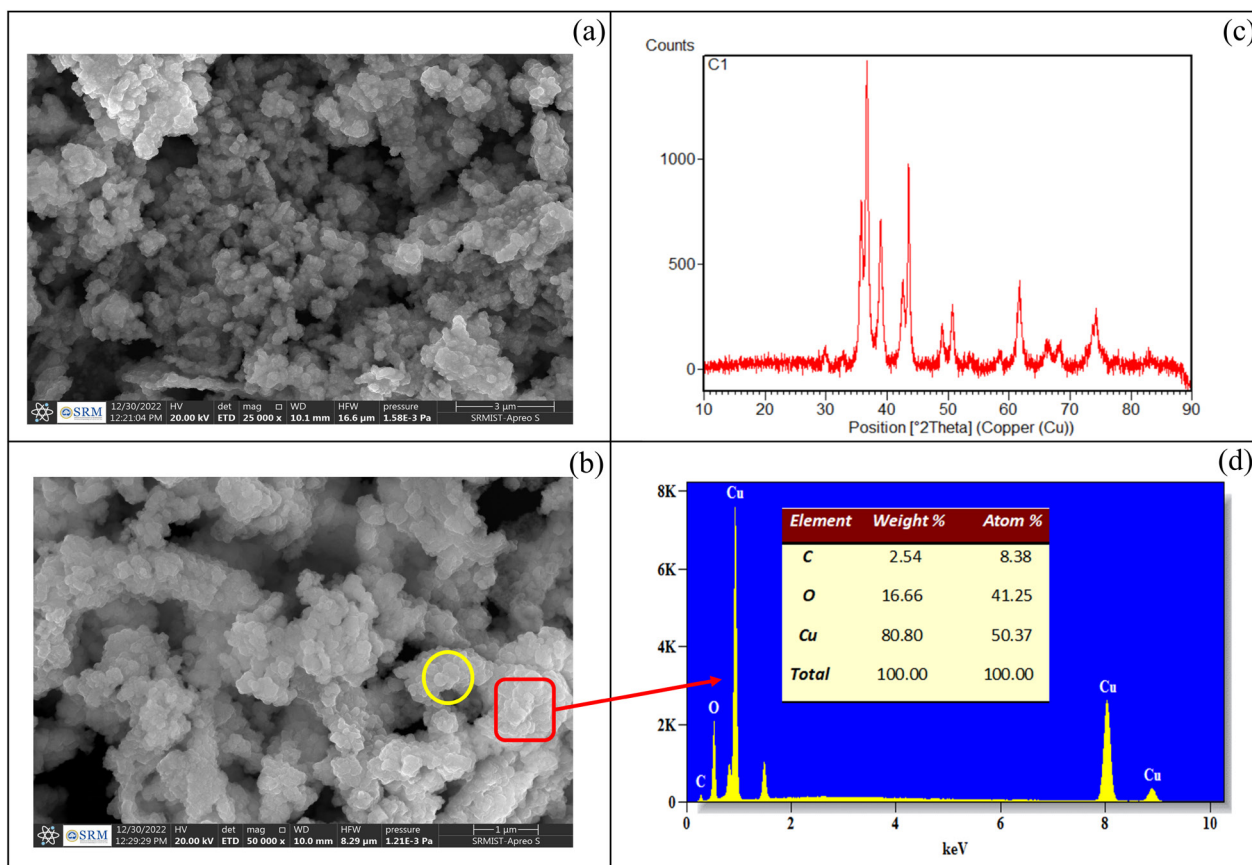 (a)
SRM
12/30/2022 HV det mag □ WD HFW pressure 3 µm
12:21:04 PM 20.00 kV ETD 25 000 x 10.1 mm 16.6 µm 1.58E-3 Pa SRMIST-Apreo S
(c)
Counts
C1
1000
500
0
10 20 30 40 50 60 70 80 90
Position [°2Theta] (Copper (Cu))
(b)
SRM
12/30/2022 HV det mag □ WD HFW pressure 1 µm
12:29:29 PM 20.00 kV ETD 50 000 x 10.0 mm 8.29 µm 1.21E-3 Pa SRMIST-Apreo S
(d)
8K
6K
4K
2K
0
Cu
O
C
Cu
Cu
Element Weight % Atom %
C 2.54 8.38
O 16.66 41.25
Cu 80.80 50.37
Total 100.00 100.00
0 2 4 6 8 10
keV